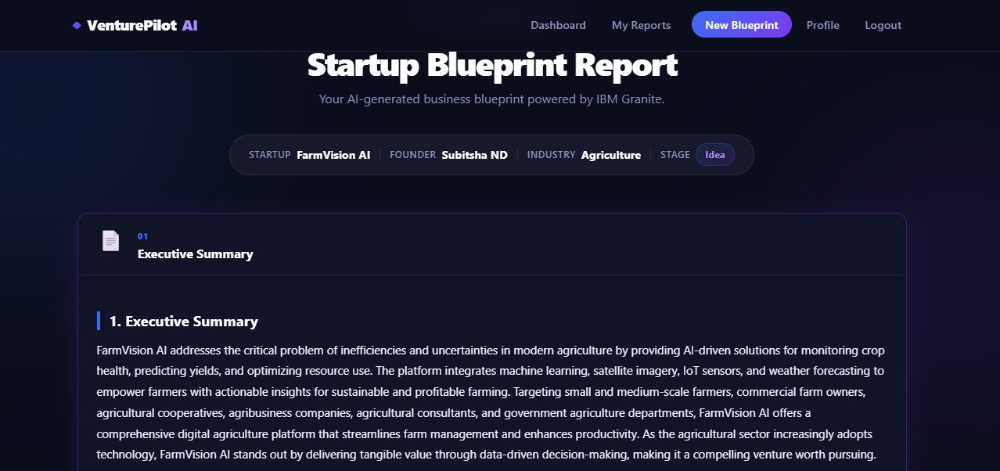 VenturePilot AI
Dashboard
My Reports
New Blueprint
Profile
Logout
Startup Blueprint Report
Your AI-generated business blueprint powered by IBM Granite.
STARTUP FarmVision AI FOUNDER Subitsha ND INDUSTRY Agriculture STAGE Idea
01
Executive Summary
1. Executive Summary
FarmVision AI addresses the critical problem of inefficiencies and uncertainties in modern agriculture by providing AI-driven solutions for monitoring crop
health, predicting yields, and optimizing resource use. The platform integrates machine learning, satellite imagery, IoT sensors, and weather forecasting to
empower farmers with actionable insights for sustainable and profitable farming. Targeting small and medium-scale farmers, commercial farm owners,
agricultural cooperatives, agribusiness companies, agricultural consultants, and government agriculture departments, FarmVision AI offers a
comprehensive digital agriculture platform that streamlines farm management and enhances productivity. As the agricultural sector increasingly adopts
technology, FarmVision AI stands out by delivering tangible value through data-driven decision-making, making it a compelling venture worth pursuing.